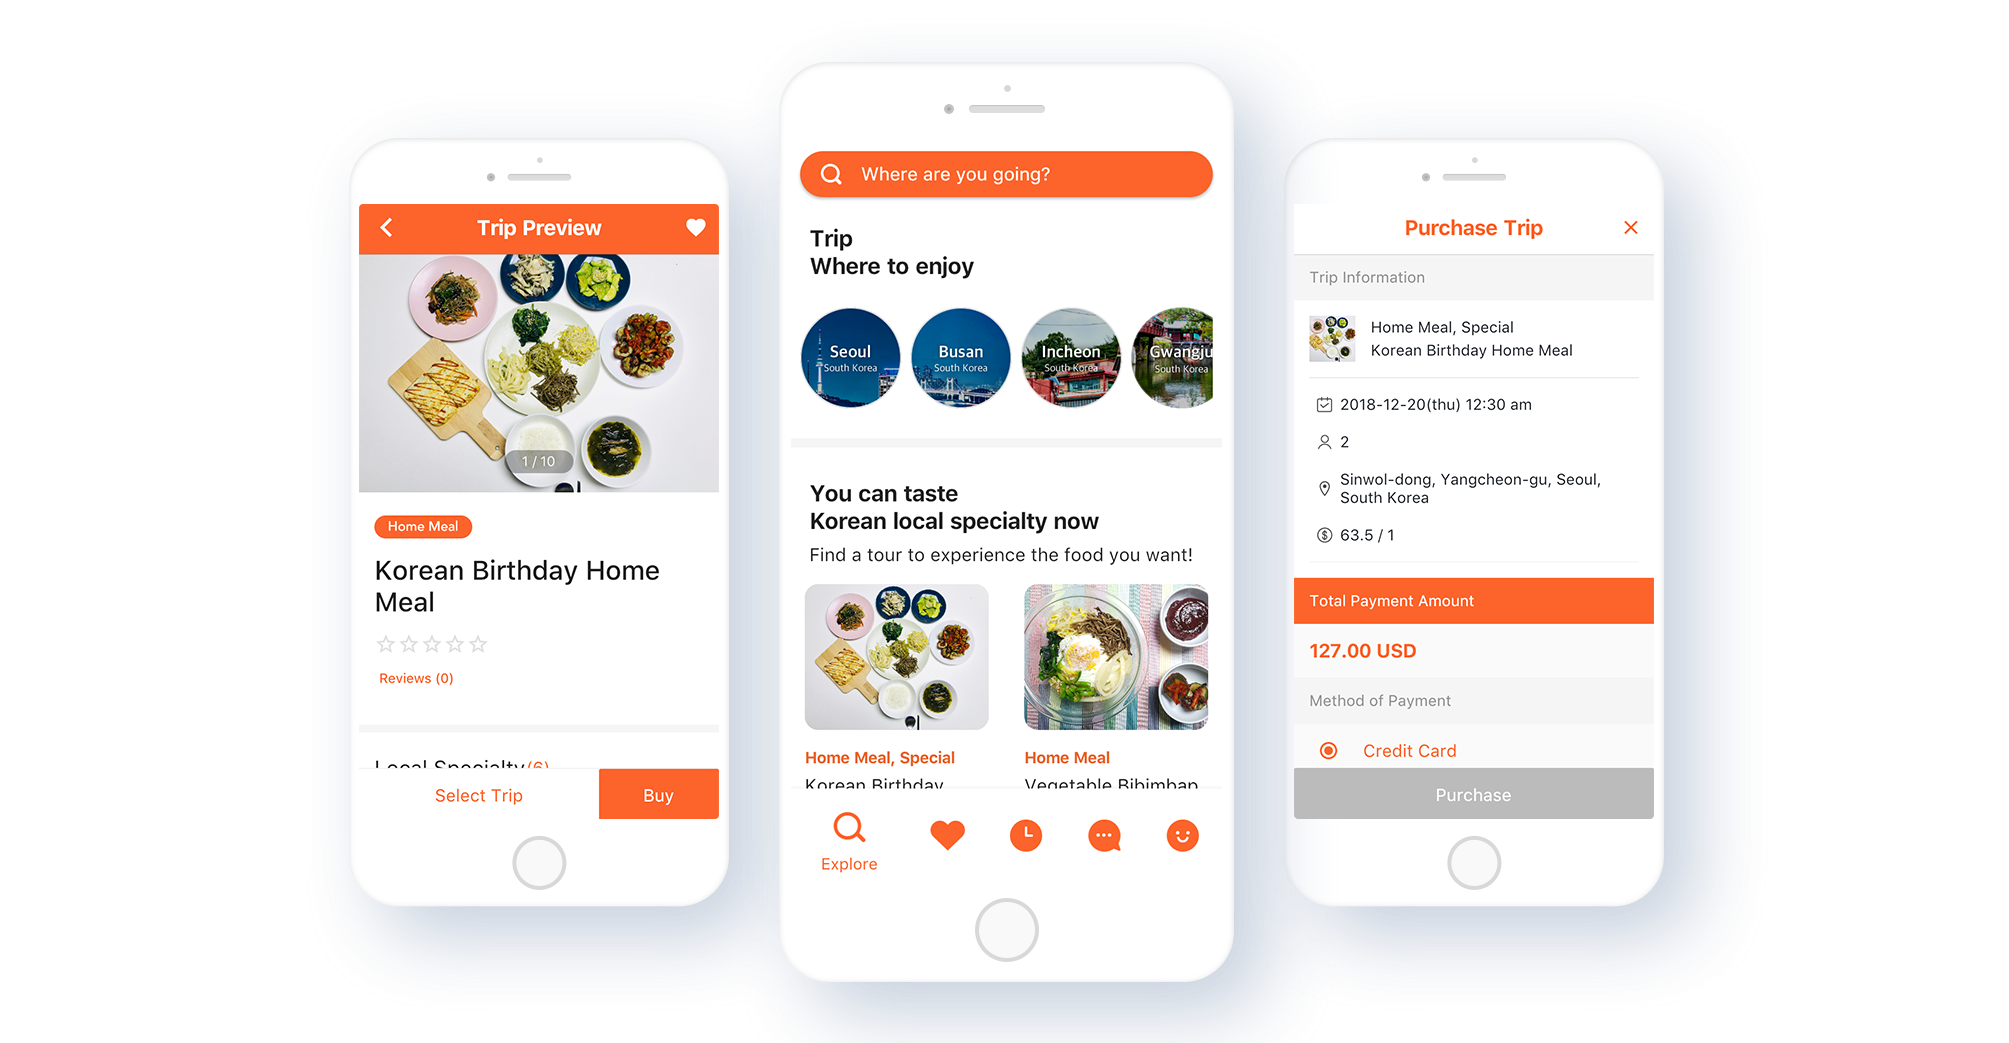 Trip Preview
1 / 10
Home Meal
Korean Birthday Home
Meal
Reviews (0)
Local Specialty(6)
Select Trip
Buy
Where are you going?
Trip
Where to enjoy
Seoul
South Korea
Busan
South Korea
Incheon
South Korea
Gwangju
South Korea
You can taste
Korean local specialty now
Find a tour to experience the food you want!
Home Meal, Special
Korean Birthday
Home Meal
Vegetable Bibimbap
Explore
Purchase Trip
Trip Information
Home Meal, Special
Korean Birthday Home Meal
2018-12-20(thu) 12:30 am
2
Sinwol-dong, Yangcheon-gu, Seoul,
South Korea
$ 63.5 / 1
Total Payment Amount
127.00 USD
Method of Payment
Credit Card
Purchase